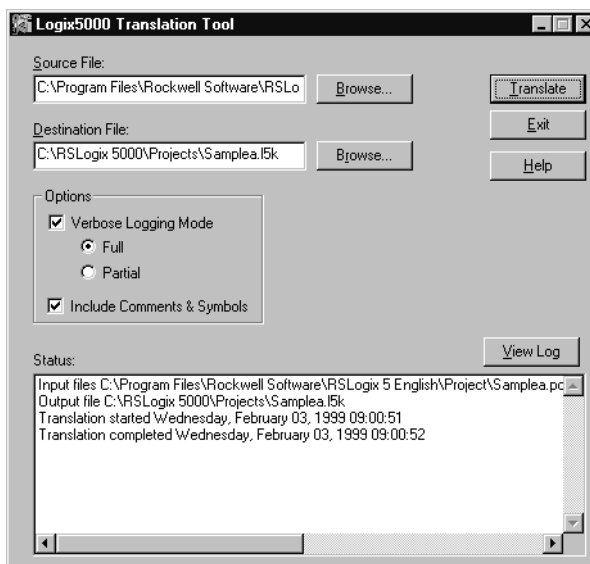 Logix5000 Translation Tool
Source File:
C:\Program Files\Rockwell Software\RSLo
Browse...
Translate
Exit
Destination File:
C:\RSLogix 5000\Projects\Samplea.l5k
Browse...
Help
Options
Verbose Logging Mode
Full
Partial
Include Comments & Symbols
View Log
Status:
Input files C:\Program Files\Rockwell Software\RSLogix 5 English\Project\Samplea.pc
Output file C:\RSLogix 5000\Projects\Samplea.l5k
Translation started Wednesday, February 03, 1999 09:00:51
Translation completed Wednesday, February 03, 1999 09:00:52